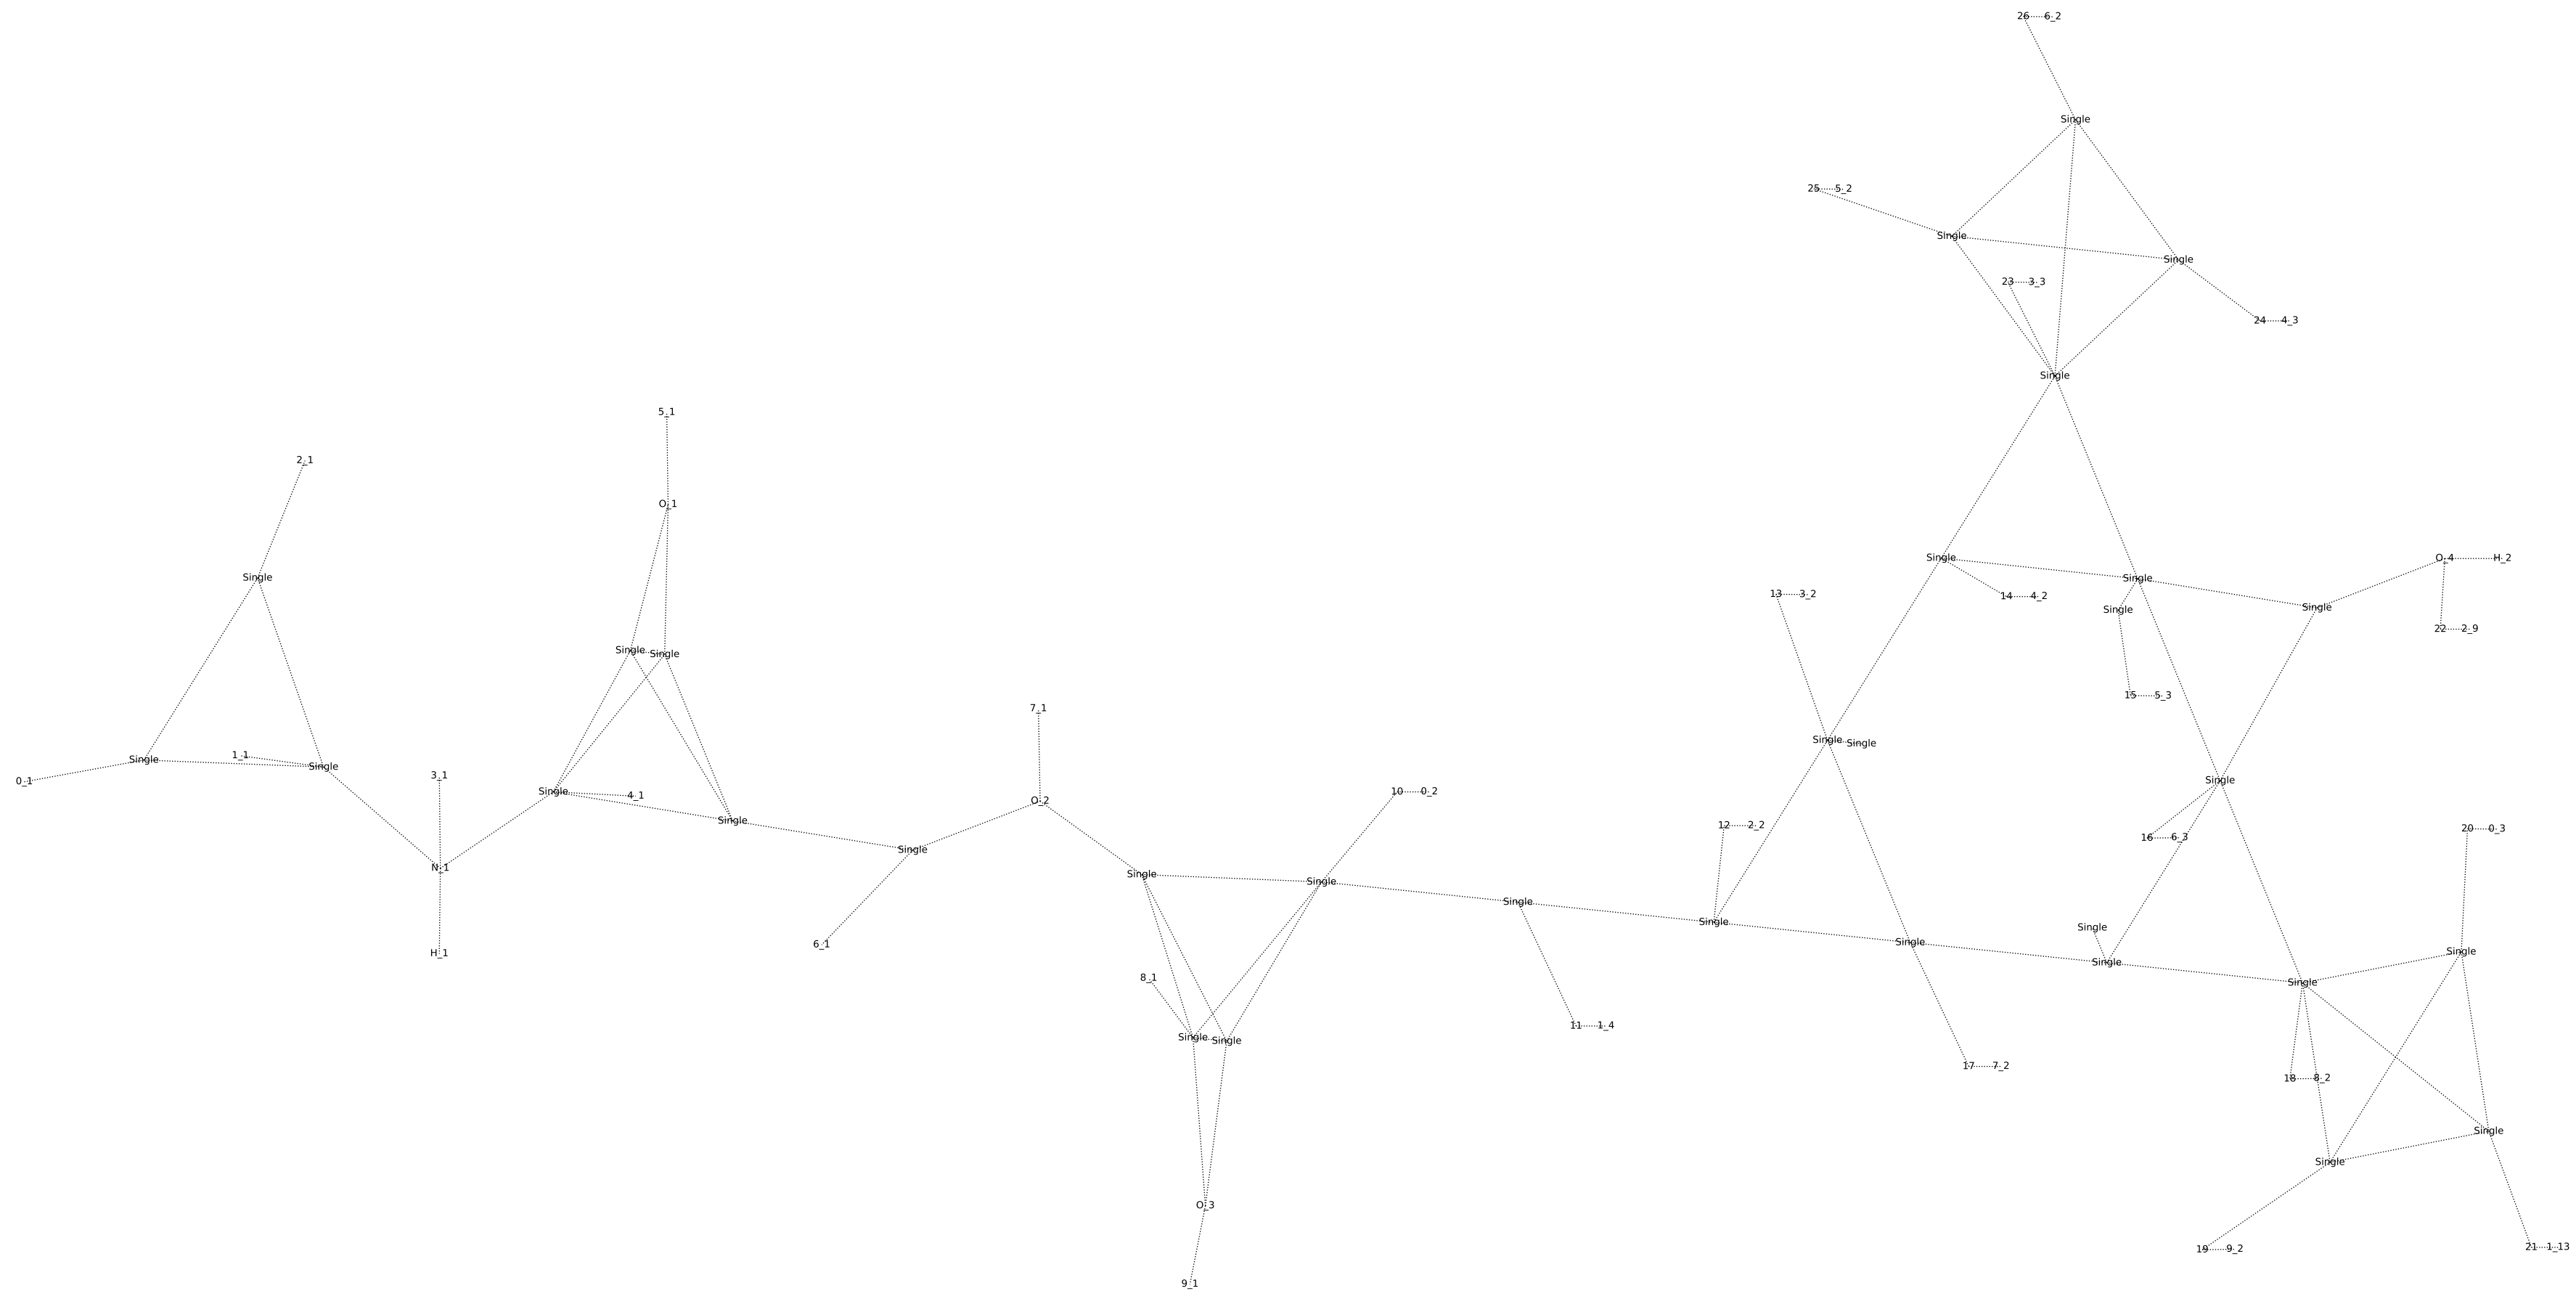 26 6_2
Single
25 5_2
Single
Single
23 3_3
24 4_3
Single
5_1
2_1
O_1
Single
O_4 H_2
Single
Single
13 3_2
14 4_2
Single
Single
22 2_9
Single
Single
15 5_3
7_1
Single
Single
1_1
Single
Single
3_1
0_1
Single
Single
4_1
10 0_2
O_2
Single
12 2_2
20 0_3
16 6_3
Single
N_1
Single
Single
Single
Single
Single
6_1
Single
H_1
Single
Single
8_1
Single
11 1_4
Single
Single
17 7_2
18 8_2
Single
Single
O_3
21 1_13
19 9_2
9_1